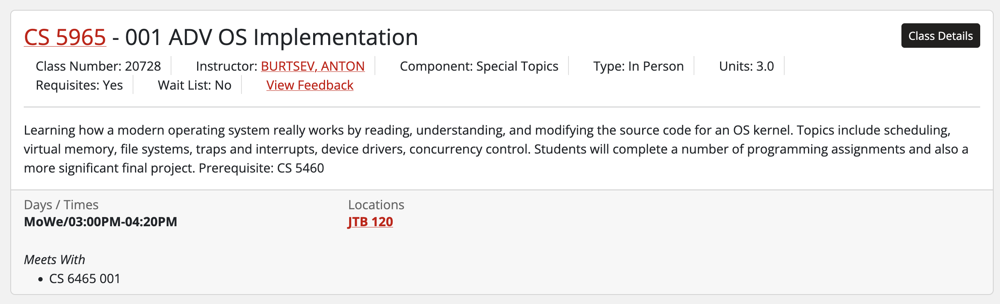 CS 5965 - 001 ADV OS Implementation
Class Details
Class Number: 20728 Instructor: BURTSEV, ANTON Component: Special Topics Type: In Person Units: 3.0
Requisites: Yes Wait List: No View Feedback
Learning how a modern operating system really works by reading, understanding, and modifying the source code for an OS kernel. Topics include scheduling,
virtual memory, file systems, traps and interrupts, device drivers, concurrency control. Students will complete a number of programming assignments and also a
more significant final project. Prerequisite: CS 5460
Days / Times
MoWe/03:00PM-04:20PM
Locations
JTB 120
Meets With
• CS 6465 001